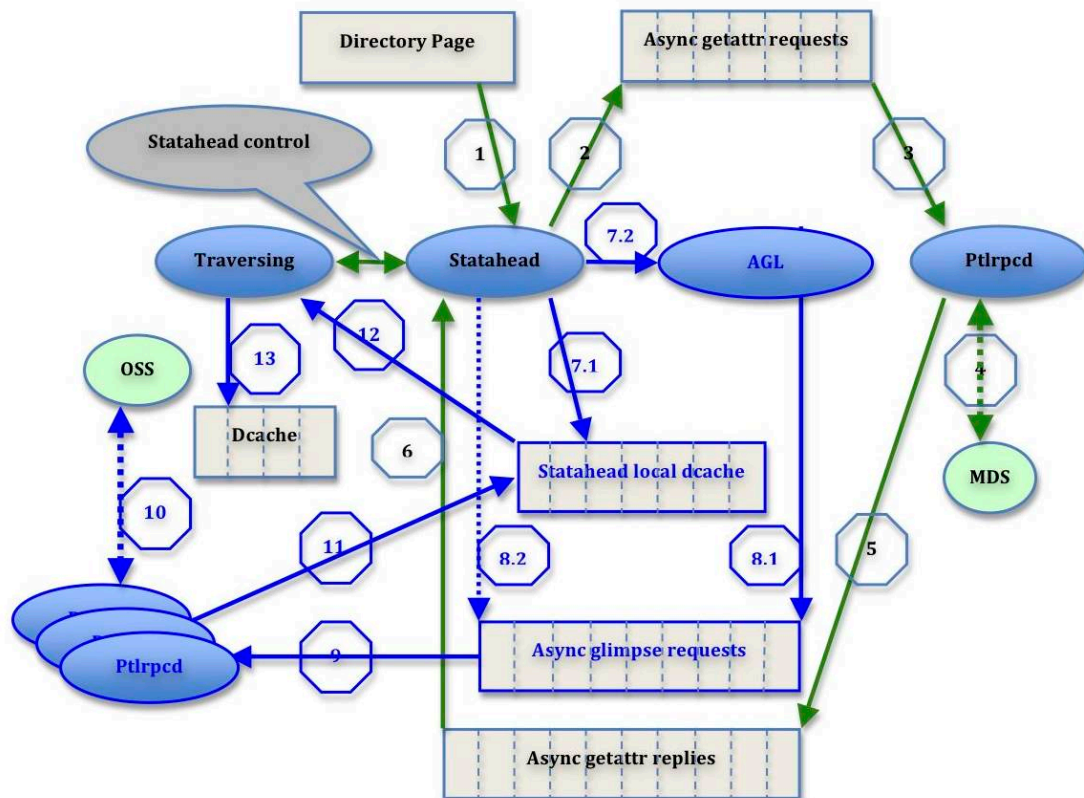 Directory Page
Async getattr requests
Statahead control
1
2
3
7.2
Traversing
Statahead
AGL
Ptlrpcd
12
13
7.1
OSS
4
Dcache
6
Statahead local dcache
MDS
10
11
8.2
8.1
5
Ptlrpcd
9
Async glimpse requests
Async getattr replies